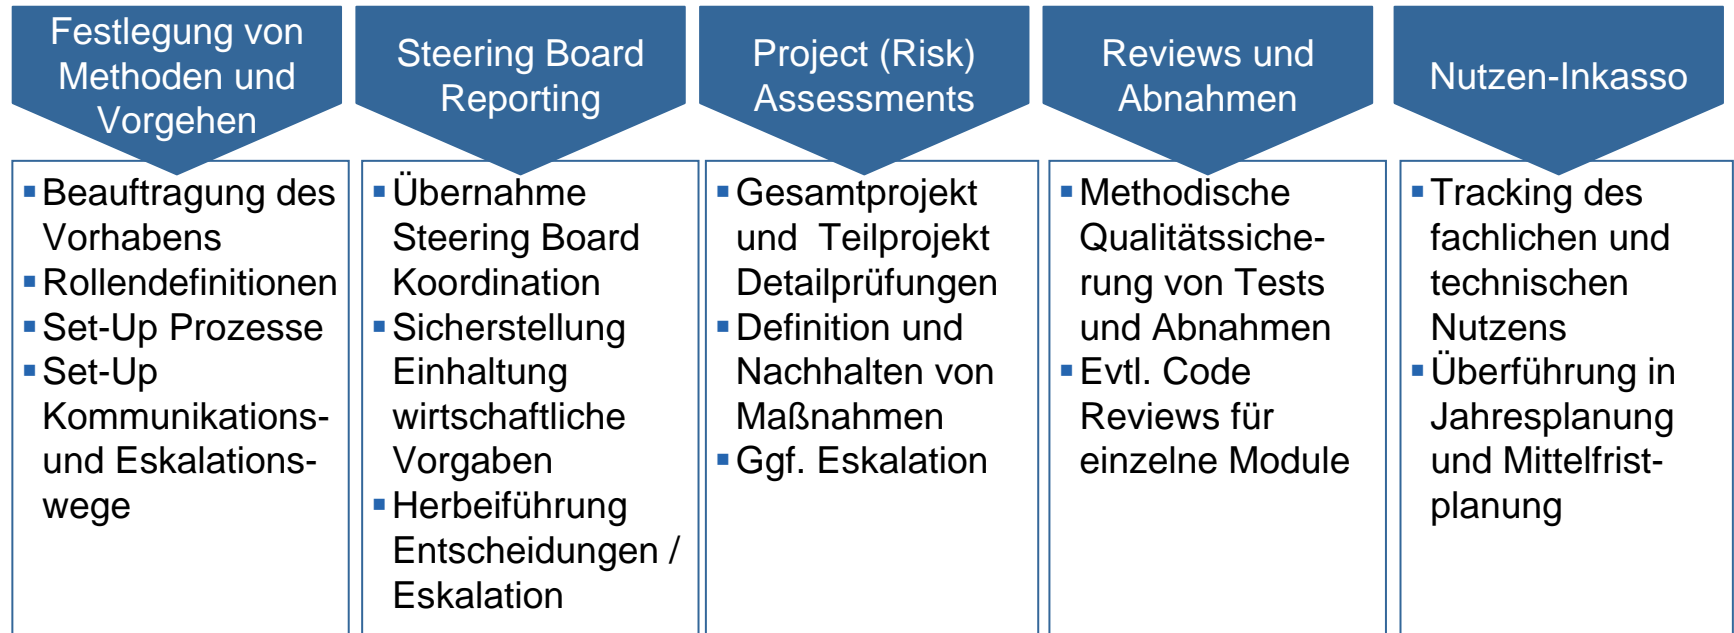 Festlegung von
Methoden und
Vorgehen
Steering Board
Reporting
Project (Risk)
Assessments
Reviews und
Abnahmen
Nutzen-Inkasso
▪ Beauftragung des
Vorhabens
▪ Rollendefinitionen
▪ Set-Up Prozesse
▪ Set-Up
Kommunikations-
und Eskalations-
wege
▪ Übernahme
Steering Board
Koordination
▪ Sicherstellung
Einhaltung
wirtschaftliche
Vorgaben
▪ Herbeiführung
Entscheidungen /
Eskalation
▪ Gesamtprojekt
und Teilprojekt
Detailprüfungen
▪ Definition und
Nachhalten von
Maßnahmen
▪ Ggf. Eskalation
▪ Methodische
Qualitätssiche-
rung von Tests
und Abnahmen
▪ Evtl. Code
Reviews für
einzelne Module
▪ Tracking des
fachlichen und
technischen
Nutzens
▪ Überführung in
Jahresplanung
und Mittelfrist-
planung